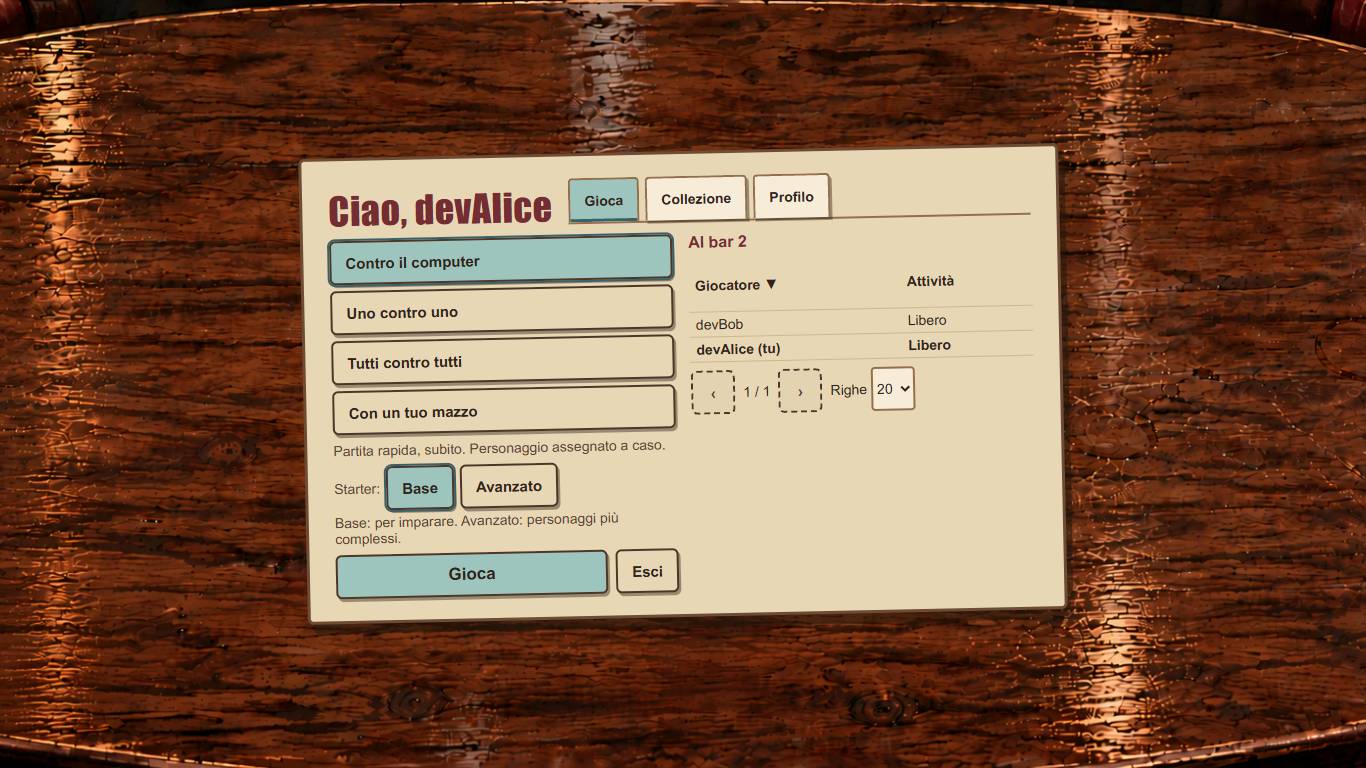 Ciao, devAlice
Gioca
Collezione
Profilo
Contro il computer
Uno contro uno
Tutti contro tutti
Con un tuo mazzo
Partita rapida, subito. Personaggio assegnato a caso.
Starter: Base Avanzato
Base: per imparare. Avanzato: personaggi più
complessi.
Gioca
Esci
Al bar 2
Giocatore ▼ Attività
devBob Libero
devAlice (tu) Libero
‹ 1 / 1 › Righe 20